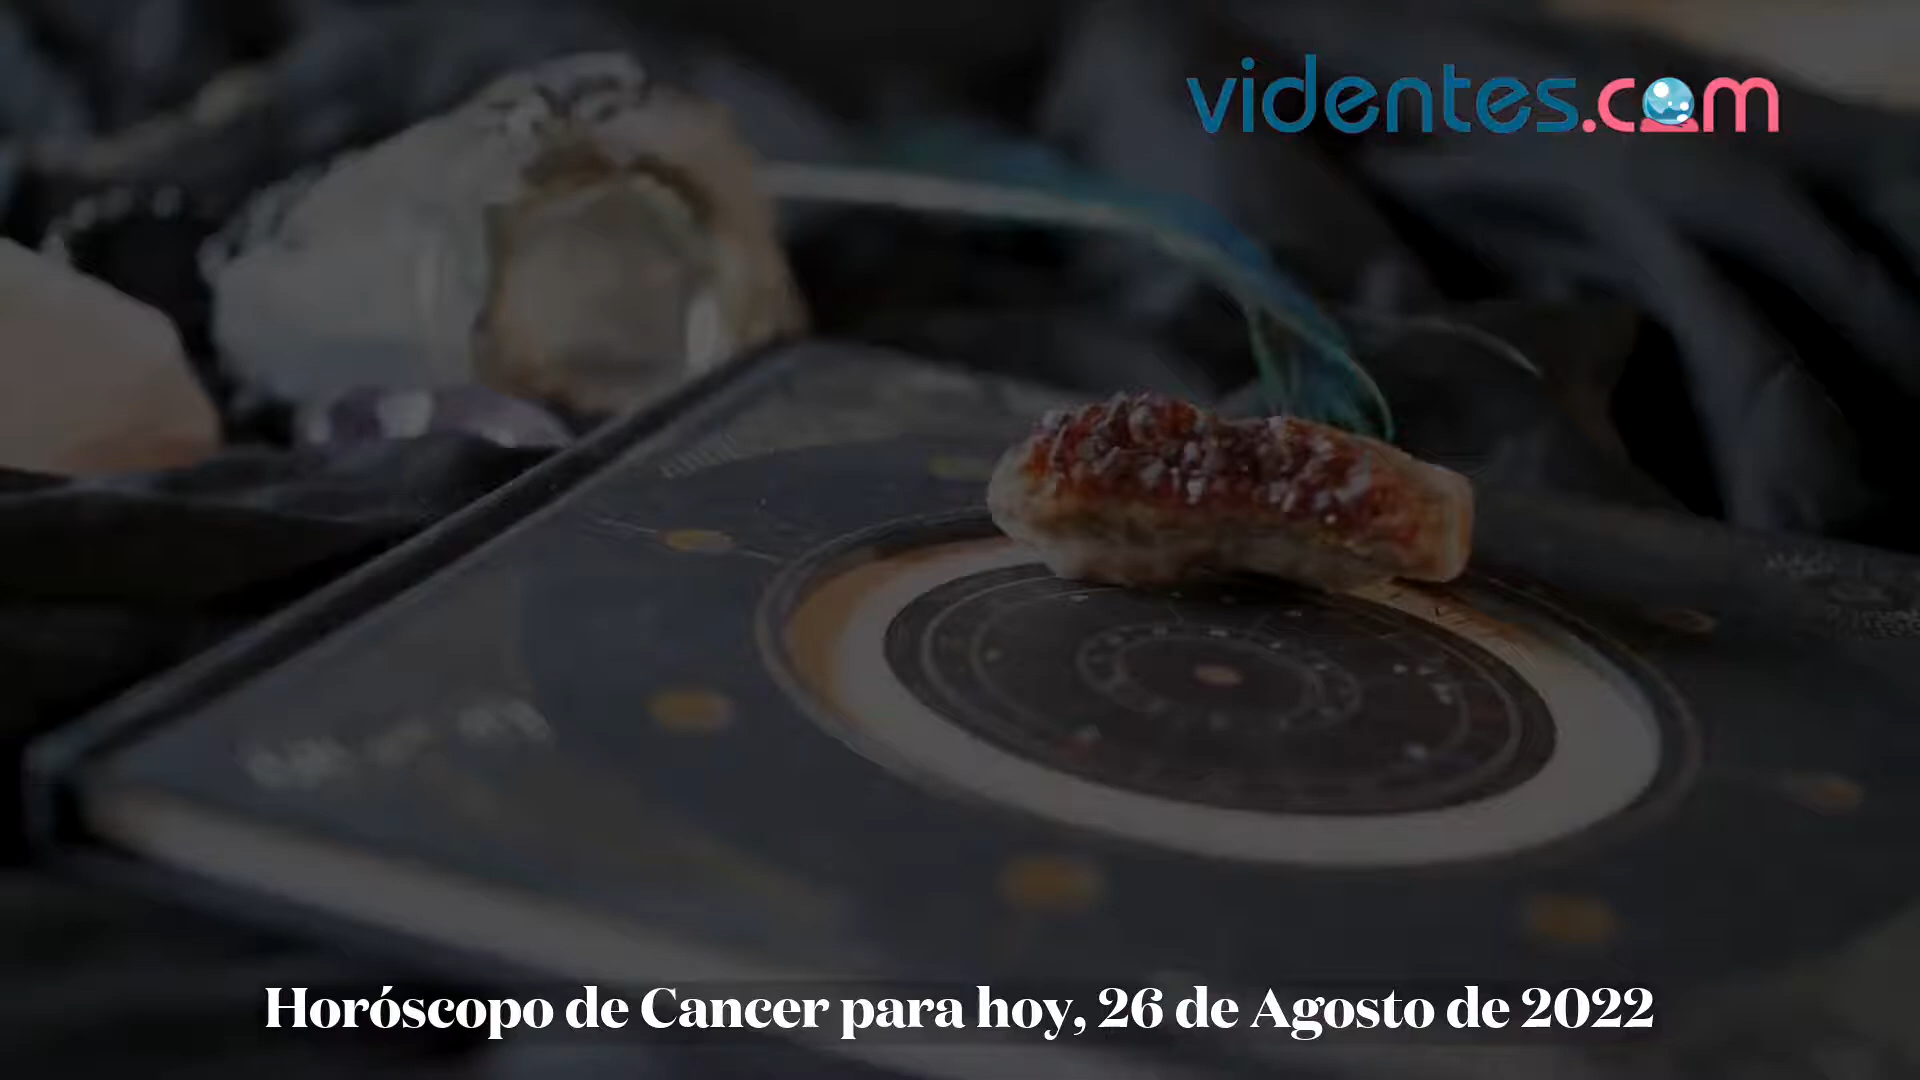 videntes.com
Horóscopo de Cancer para hoy, 26 de Agosto de 2022